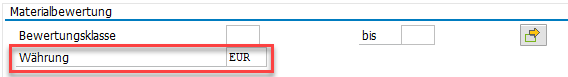 Materialbewertung
Bewertungsklasse bis
Währung EUR